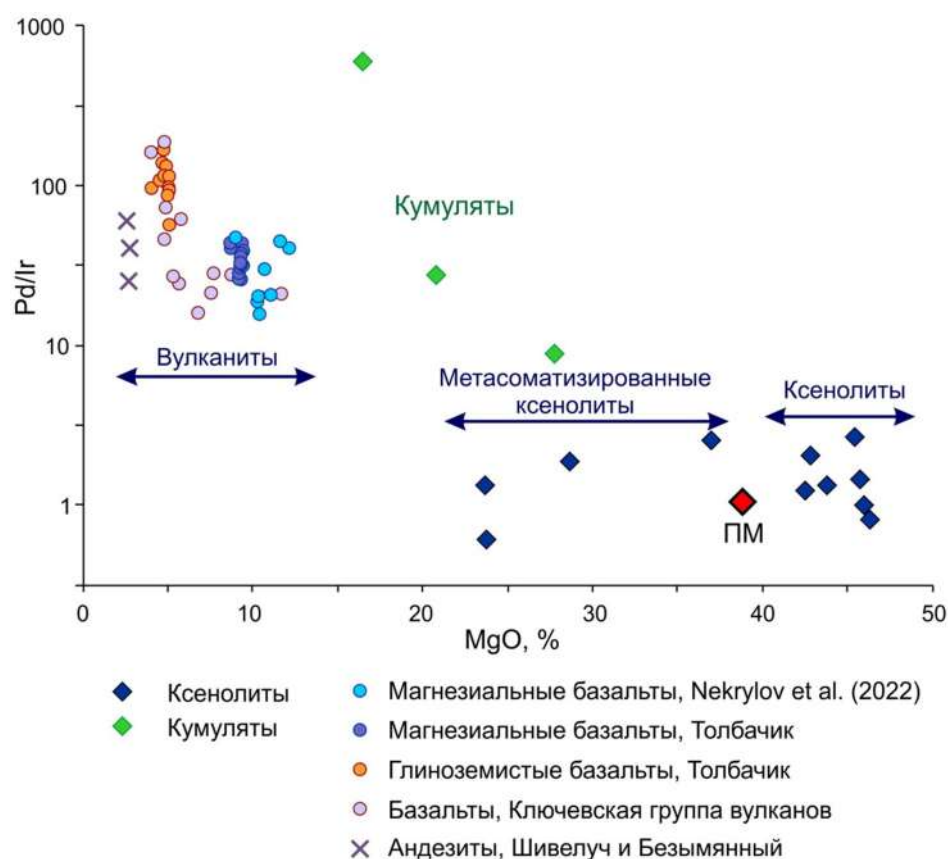 1000
100
10
1
Pd/Ir
Кумуляты
Вулканиты
Метасоматизированные
ксенолиты
Ксенолиты
ПМ
0 10 20 30 40 50
MgO, %
Ксенолиты
Кумуляты
Магнезиальные базальты, Nekrylov et al. (2022)
Магнезиальные базальты, Толбачик
Глиноземистые базальты, Толбачик
Базальты, Ключевская группа вулканов
Андезиты, Шивелуч и Безымянный